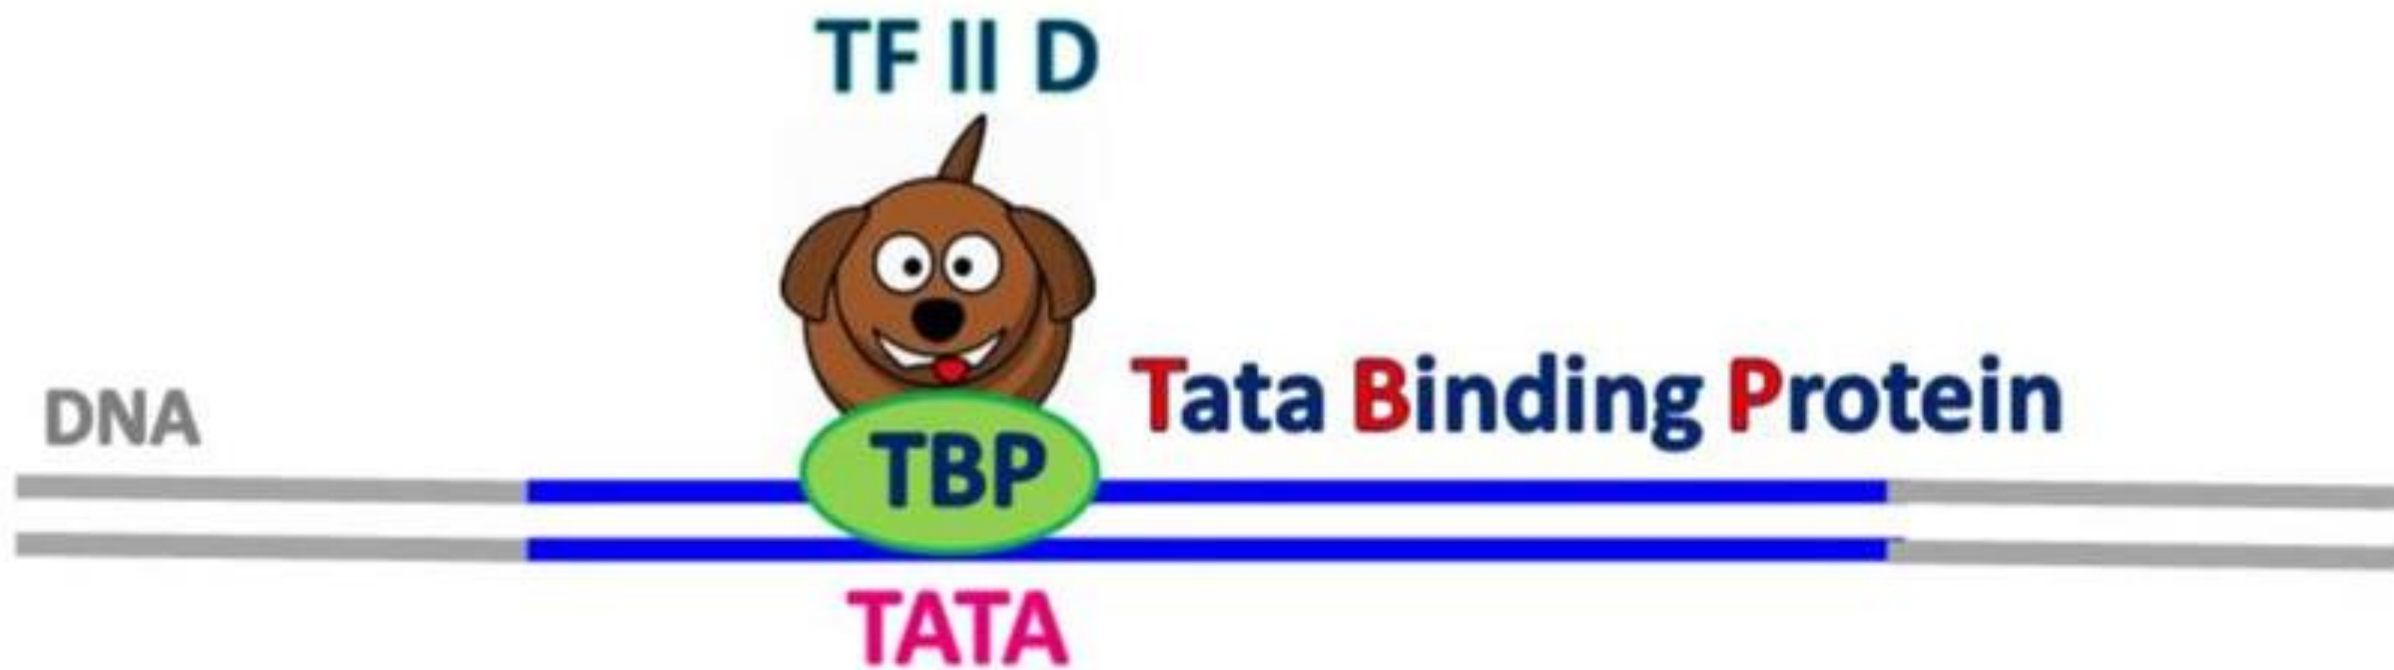 TF II D
DNA
Tata Binding Protein
TBP
TATA